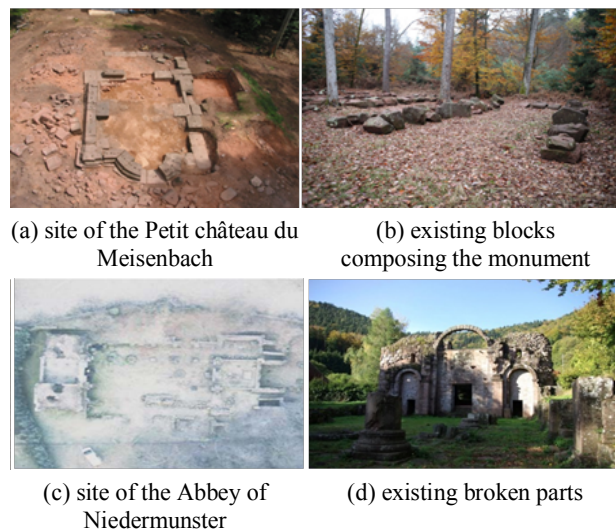 (a) site of the Petit château du
Meisenbach
(b) existing blocks
composing the monument
(c) site of the Abbey of
Niedermunster
(d) existing broken parts